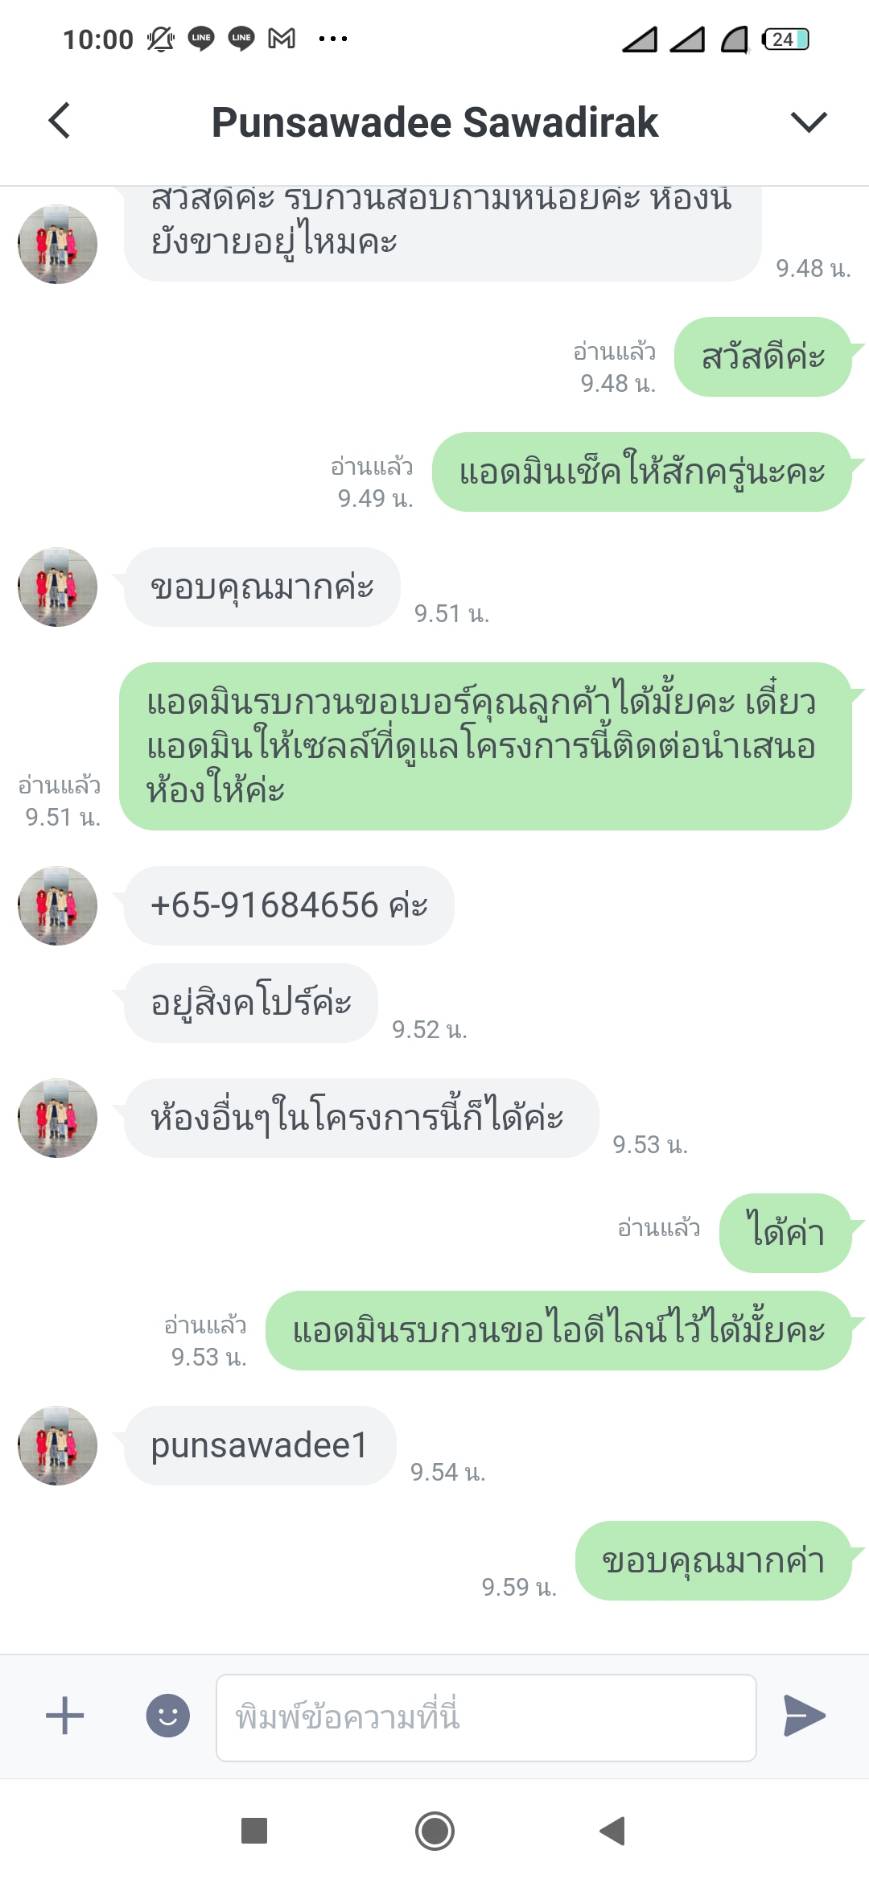 10:00
LINE
LINE
24
Punsawadee Sawadirak
สวัสดีค่ะ รบกวนสอบถามหน่อยค่ะ ห้องนี้
ยังขายอยู่ไหมคะ
9.48 น.
อ่านแล้ว
9.48 น.
สวัสดีค่ะ
อ่านแล้ว
9.49 น.
แอดมินเช็คให้สักครู่นะคะ
ขอบคุณมากค่ะ
9.51 น.
แอดมินรบกวนขอเบอร์คุณลูกค้าได้มั้ยคะ เดี๋ยว
แอดมินให้เซลล์ที่ดูแลโครงการนี้ติดต่อนำเสนอ
ห้องให้ค่ะ
อ่านแล้ว
9.51 น.
+65-91684656 ค่ะ
อยู่สิงคโปร์ค่ะ
9.52 น.
ห้องอื่นๆในโครงการนี้ก็ได้ค่ะ
9.53 น.
อ่านแล้ว
ได้ค่า
อ่านแล้ว
9.53 น.
แอดมินรบกวนขอไอดีไลน์ไว้ได้มั้ยคะ
punsawadee1
9.54 น.
ขอบคุณมากค่า
9.59 น.
พิมพ์ข้อความที่นี่